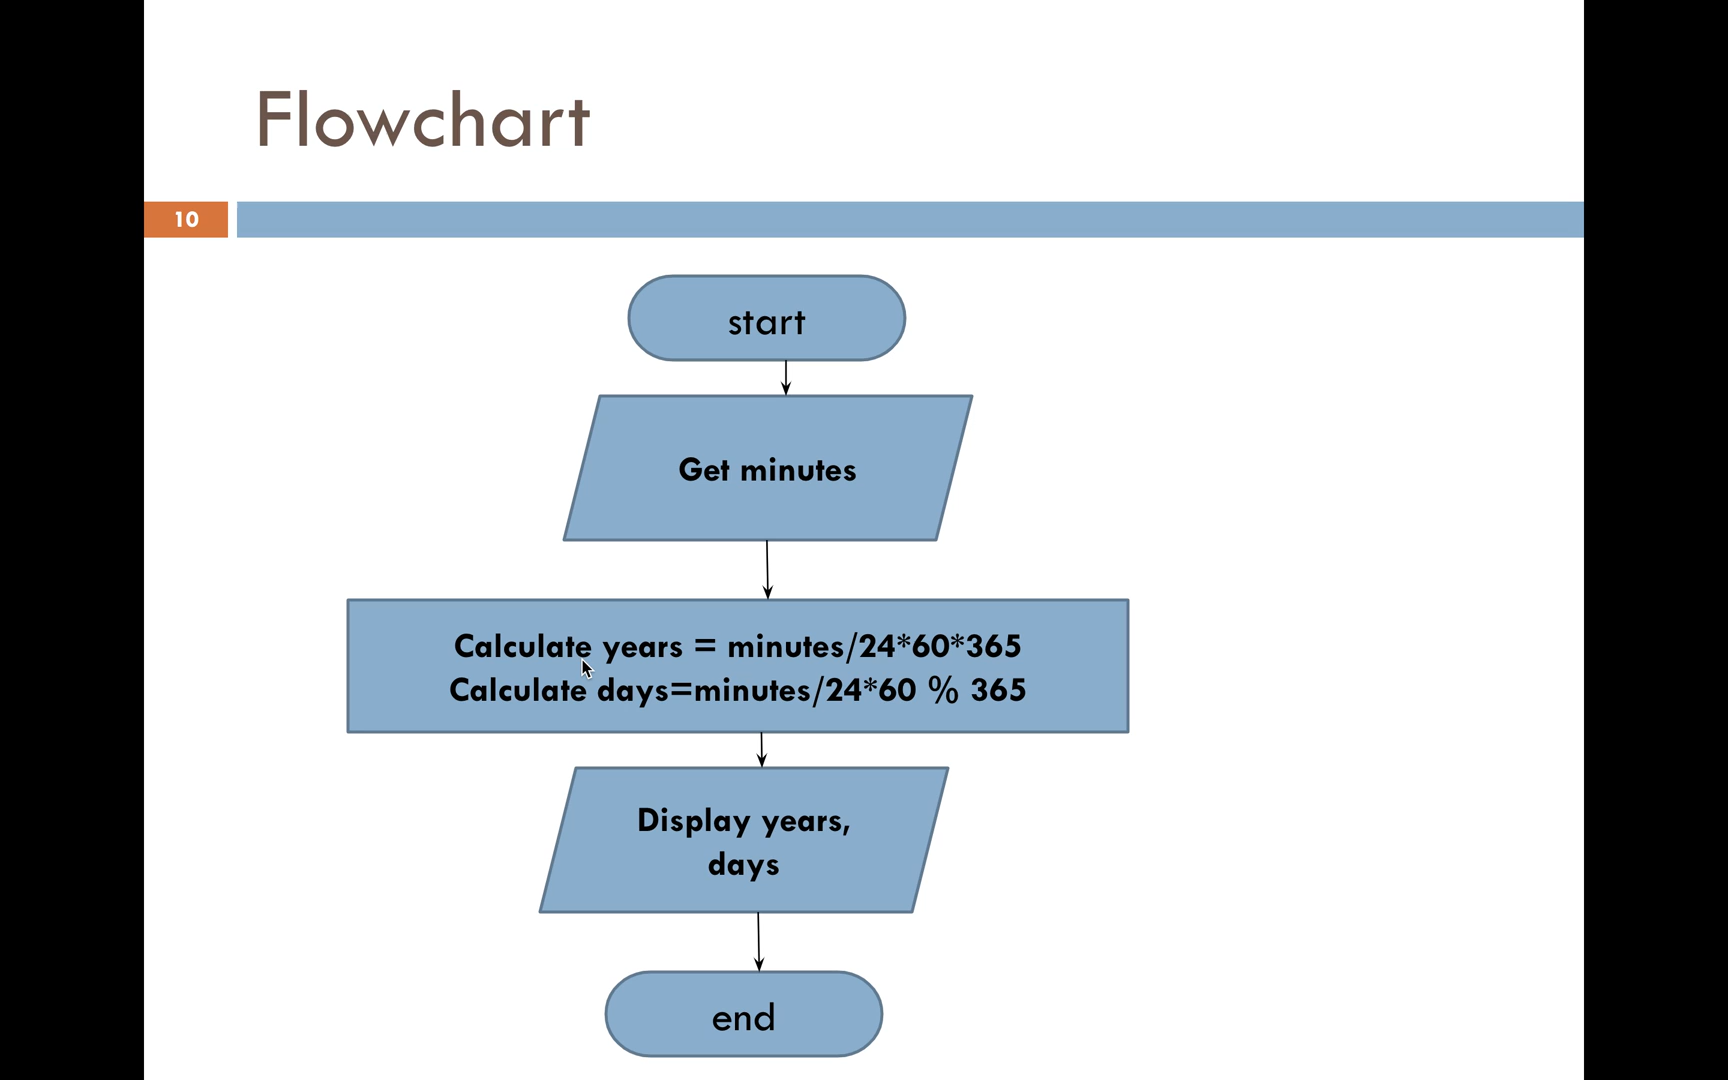 Flowchart
10
start
Get minutes
Calculate years = minutes/24*60*365
Calculate days=minutes/24*60 % 365
Display years,
days
end